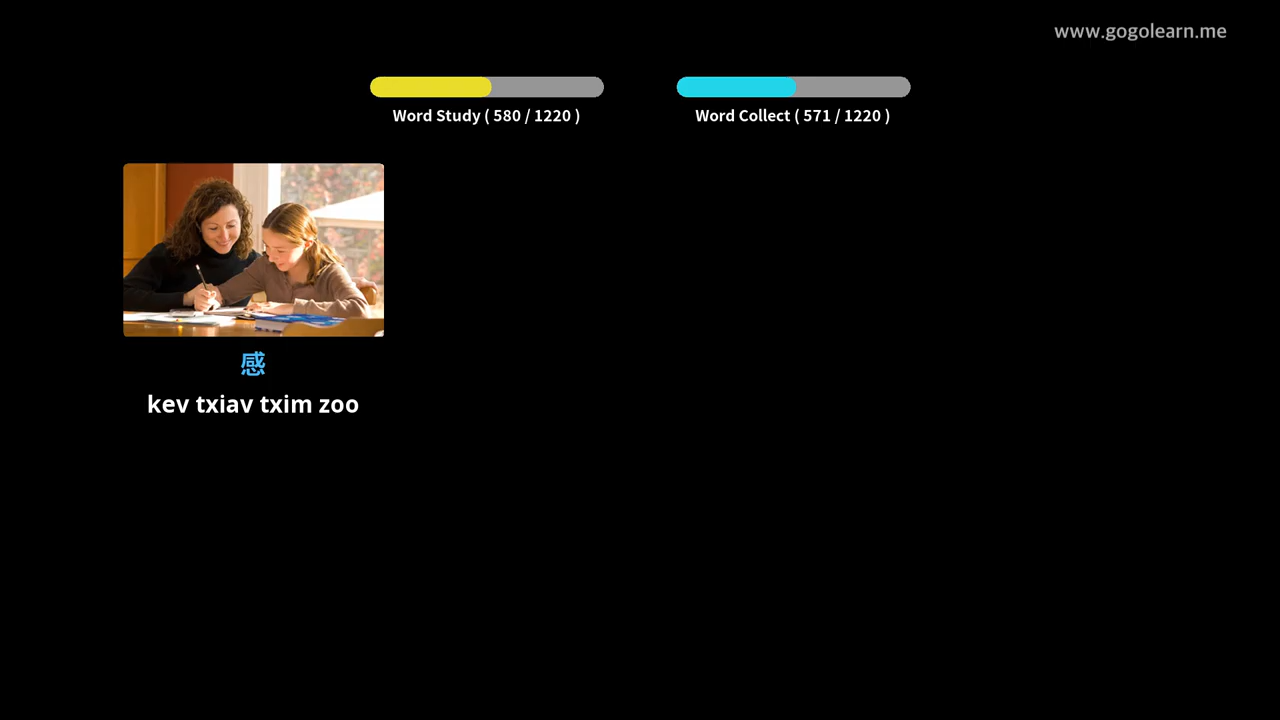 www.gogolearn.me
Word Study ( 580 / 1220 )
Word Collect ( 571 / 1220 )
感
kev txiav txim zoo